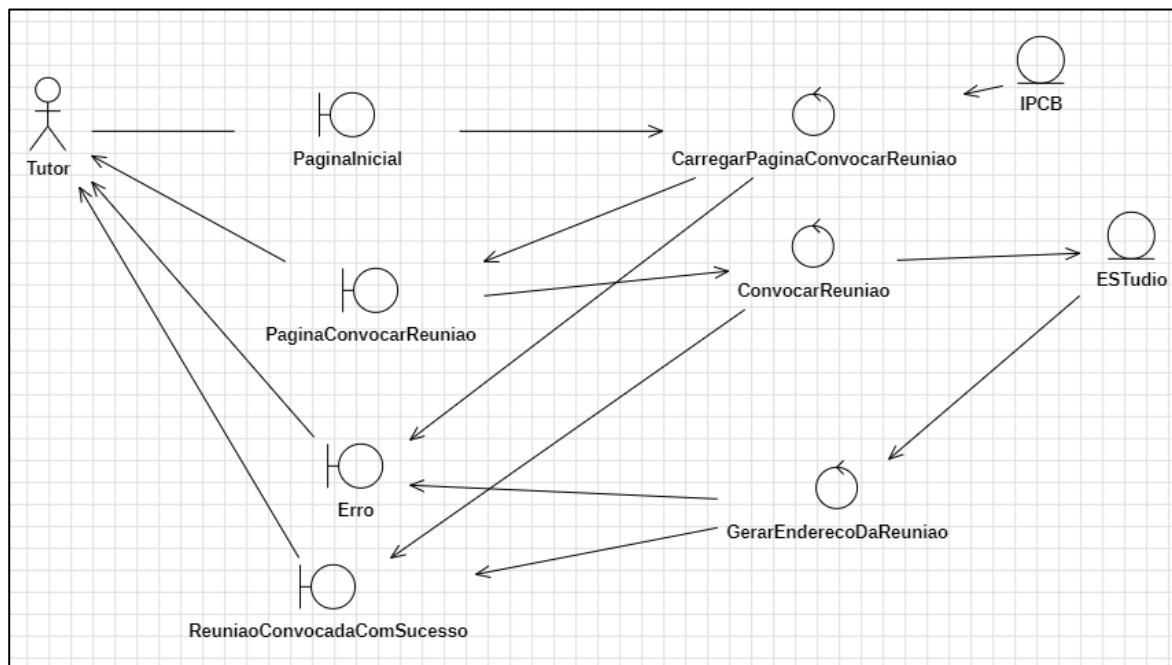 IPCB
Tutor
PaginaInicial
CarregarPaginaConvocarReuniao
PaginaConvocarReuniao
ConvocarReuniao
ESTudio
Erro
GerarEnderecoDaReuniao
ReuniaoConvocadaComSucesso